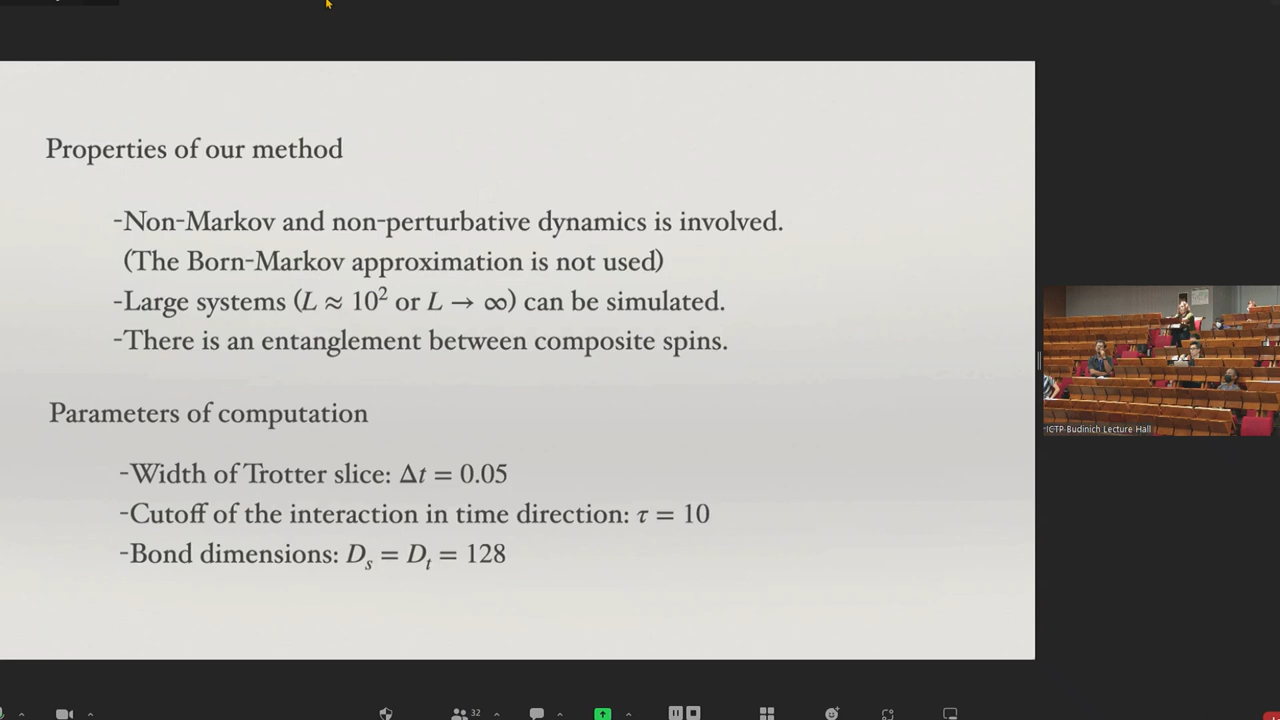 Properties of our method
-Non-Markov and non-perturbative dynamics is involved.
(The Born-Markov approximation is not used)
-Large systems (L ≈ 10² or L → ∞) can be simulated.
-There is an entanglement between composite spins.
Parameters of computation
-Width of Trotter slice: Δt = 0.05
-Cutoff of the interaction in time direction: τ = 10
-Bond dimensions: Dₛ = Dₜ = 128
ICTP Budinich Lecture Hall
32